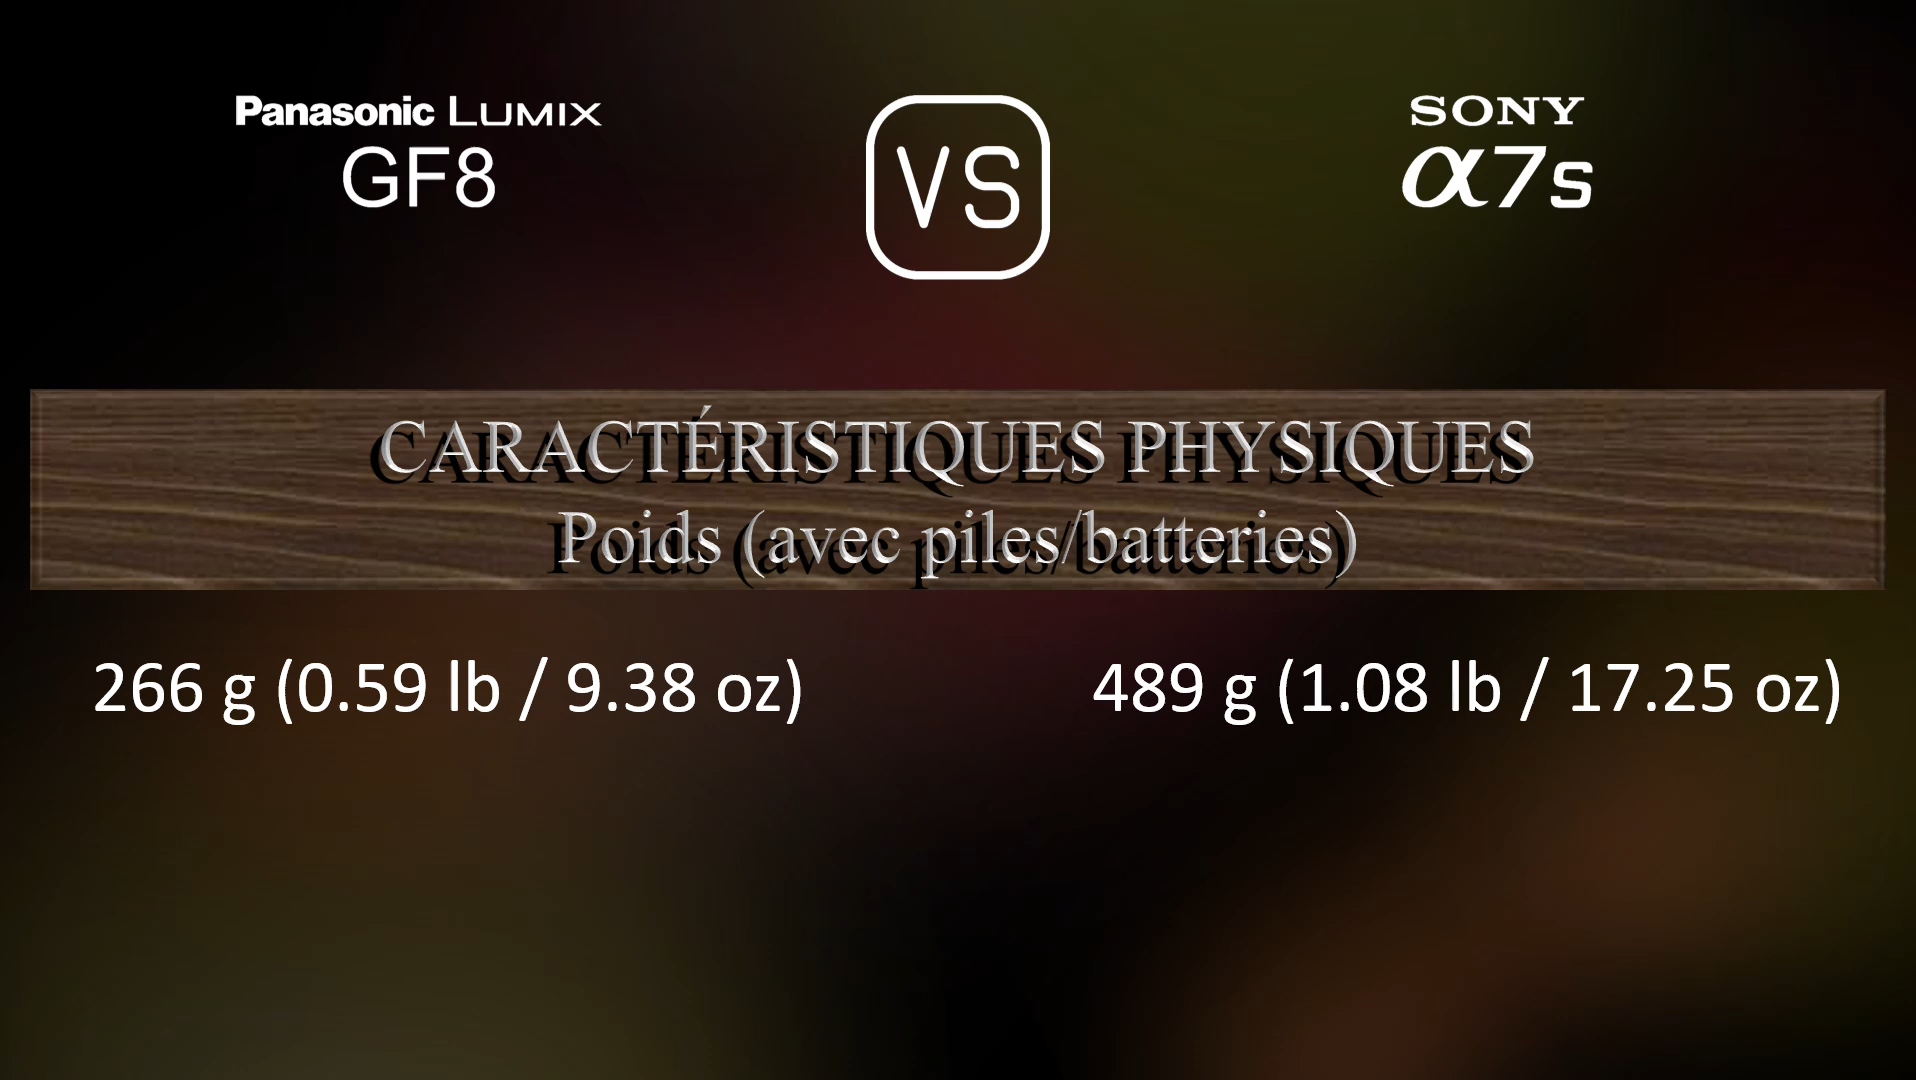 Panasonic LUMIX
GF8
VS
SONY
α7s
CARACTÉRISTIQUES PHYSIQUES
Poids (avec piles/batteries)
266 g (0.59 lb / 9.38 oz)
489 g (1.08 lb / 17.25 oz)